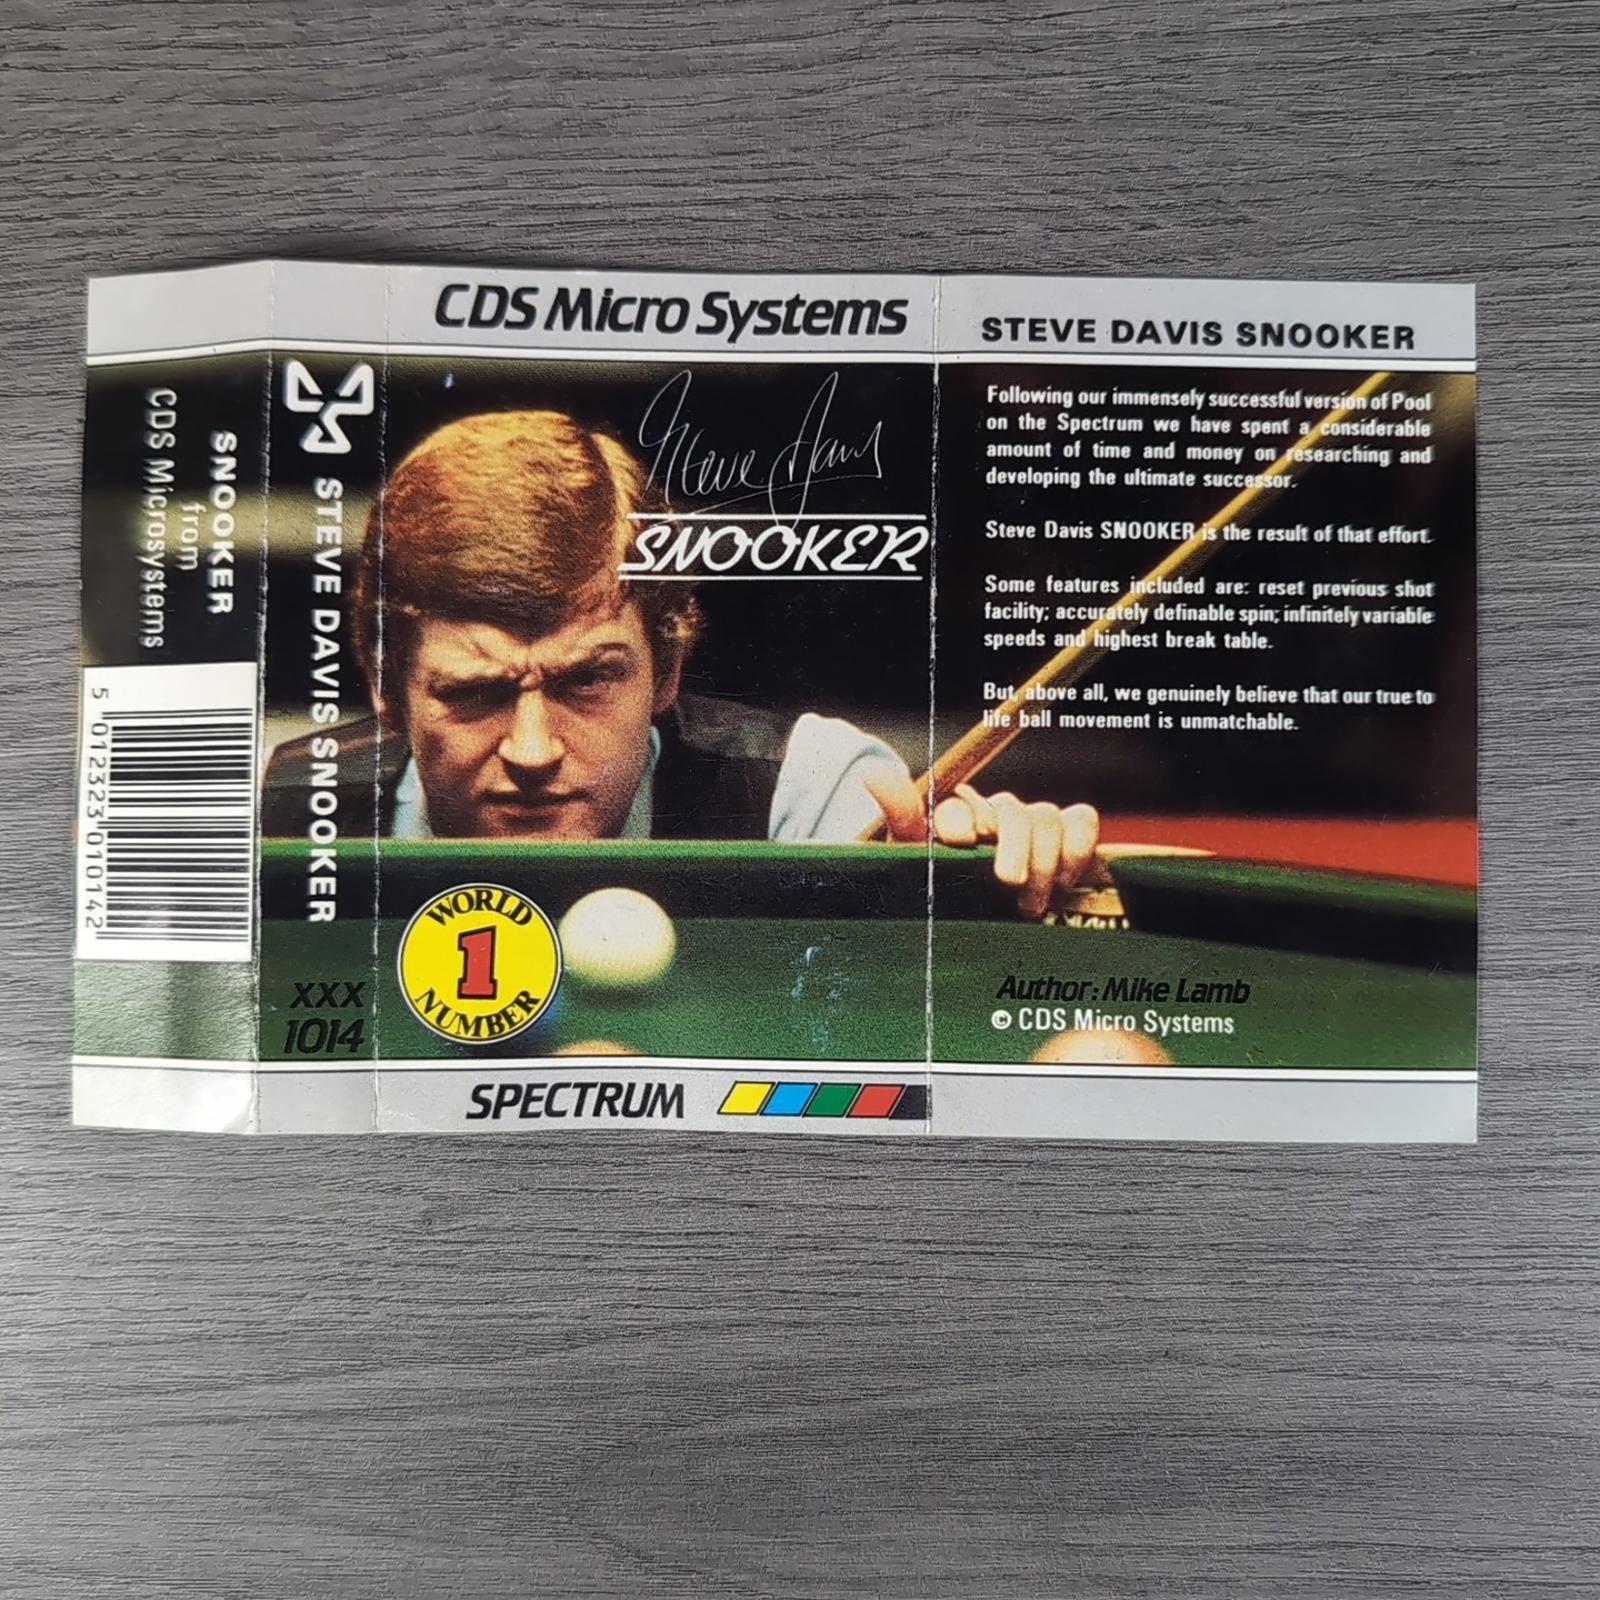 CDS Micro Systems
Steve Davis
SNOOKER
WORLD
1
NUMBER
SPECTRUM
STEVE DAVIS SNOOKER
Following our immensely successful version of Pool
on the Spectrum we have spent a considerable
amount of time and money on researching and
developing the ultimate successor.
Steve Davis SNOOKER is the result of that effort.
Some features included are: reset previous shot
facility; accurately definable spin; infinitely variable
speeds and highest break table.
But, above all, we genuinely believe that our true to
life ball movement is unmatchable.
Author: Mike Lamb
© CDS Micro Systems
STEVE DAVIS SNOOKER
XXX
1014
SNOOKER
from
CDS Microsystems
5 012323 010142